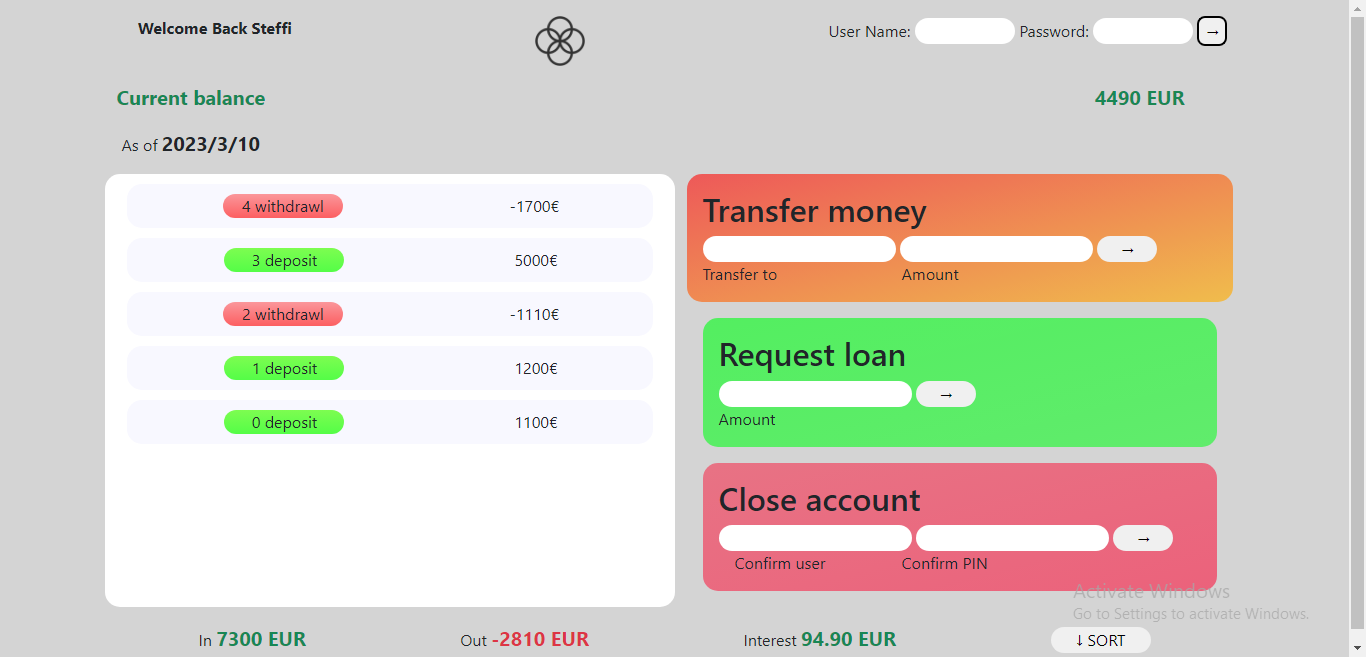 Welcome Back Steffi
User Name: Password: →
Current balance 4490 EUR
As of 2023/3/10
4 withdrawl -1700€
3 deposit 5000€
2 withdrawl -1110€
1 deposit 1200€
0 deposit 1100€
Transfer money
→
Transfer to Amount
Request loan
→
Amount
Close account
→
Confirm user Confirm PIN
Activate Windows
Go to Settings to activate Windows.
In 7300 EUR Out -2810 EUR Interest 94.90 EUR ↓ SORT